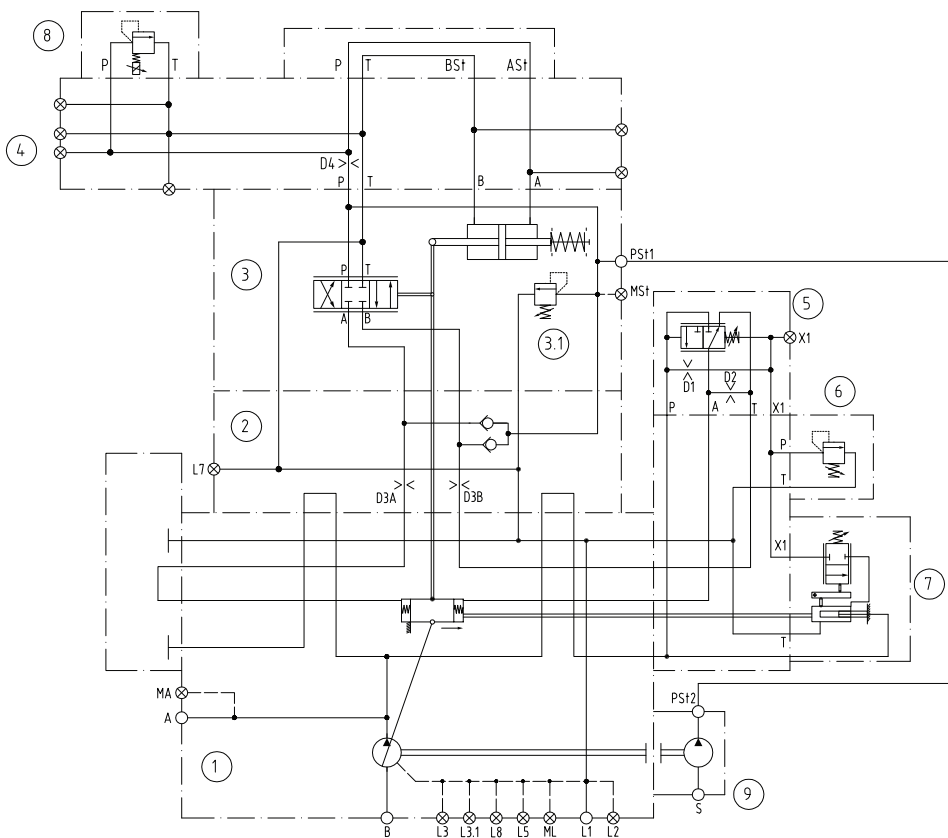 8
P T
P T BSt ASt
4
D4
P T B A
3
PSt1
P T
MSt
A B
3.1
5
X1
D1 D2
6
P A T X1
2
P
L7
T
D3A D3B
X1
7
T
MA
PSt2
A
1
9
B L3 L3.1 L8 L5 ML L1 L2 S